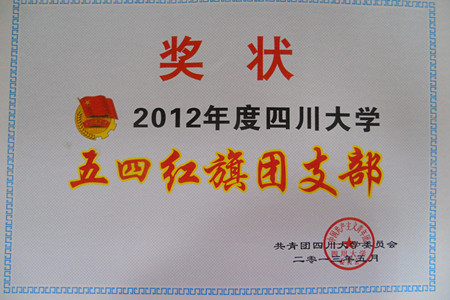 奖状
2012年度四川大学
五四红旗团支部
共青团四川大学委员会
二〇一三年五月